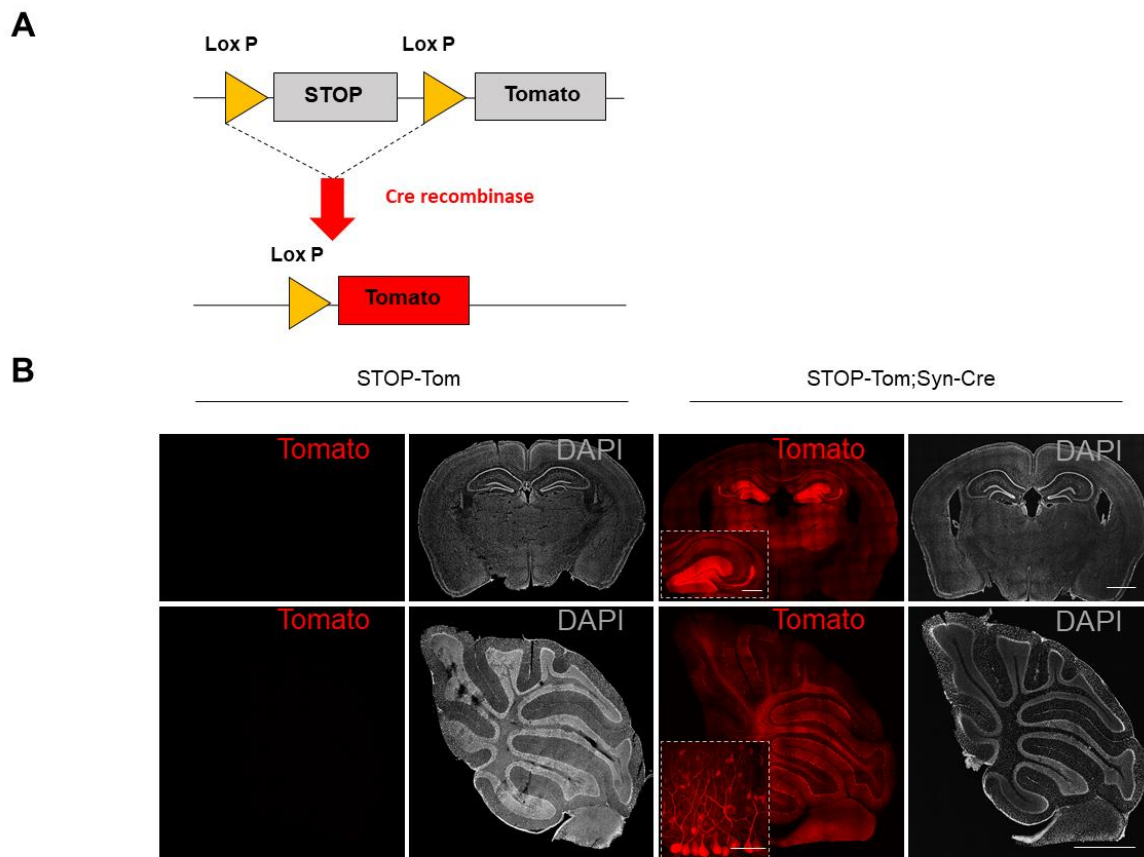 A
Lox P Lox P
STOP Tomato
Cre recombinase
Lox P
Tomato
B
STOP-Tom STOP-Tom;Syn-Cre
Tomato DAPI Tomato DAPI
Tomato DAPI Tomato DAPI